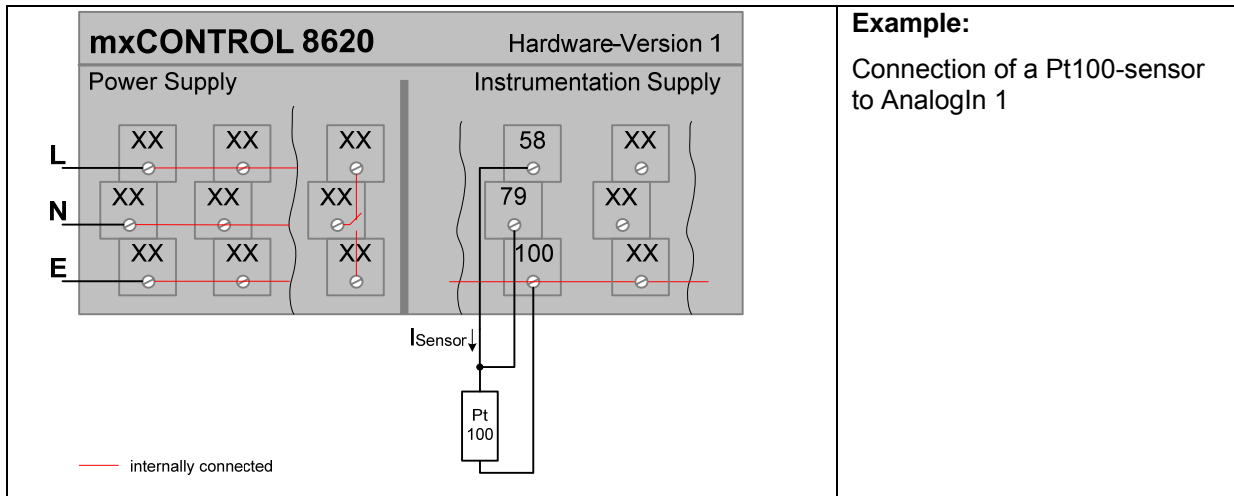 mxCONTROL 8620 Hardware-Version 1
Power Supply Instrumentation Supply
XX XX XX 58 XX
L
XX XX XX 79 XX
N
XX XX XX 100 XX
E
ISensor
Pt
100
internally connected
Example:
Connection of a Pt100-sensor
to AnalogIn 1